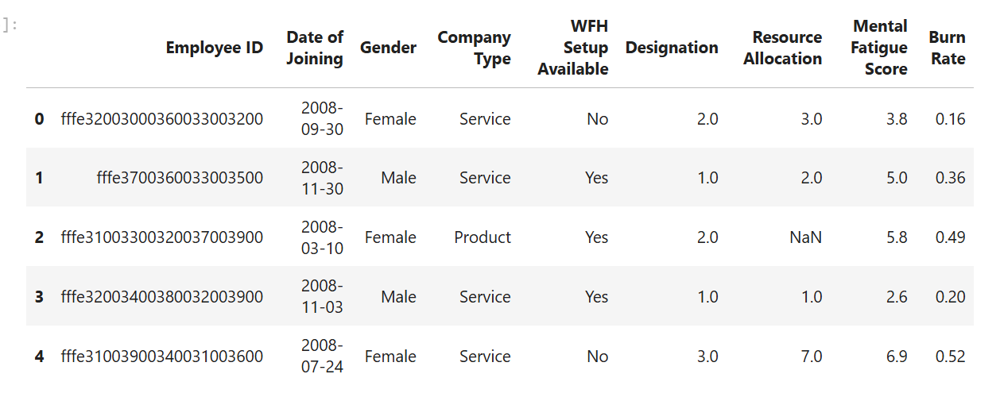 ]:
Employee ID Date of Joining Gender Company Type WFH Setup Available Designation Resource Allocation Mental Fatigue Score Burn Rate
0 fffe32003000360033003200 2008-09-30 Female Service No 2.0 3.0 3.8 0.16
1 fffe3700360033003500 2008-11-30 Male Service Yes 1.0 2.0 5.0 0.36
2 fffe31003300320037003900 2008-03-10 Female Product Yes 2.0 NaN 5.8 0.49
3 fffe32003400380032003900 2008-11-03 Male Service Yes 1.0 1.0 2.6 0.20
4 fffe31003900340031003600 2008-07-24 Female Service No 3.0 7.0 6.9 0.52